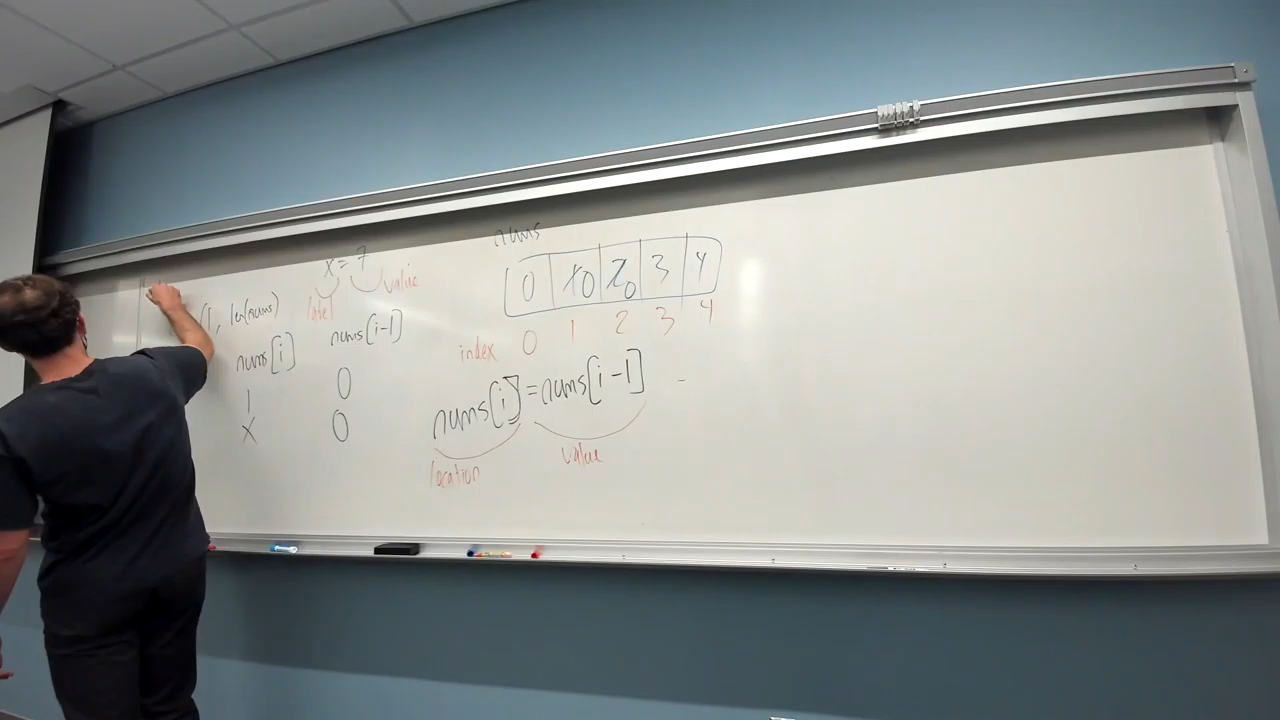 x = 7
label value
(1, len(nums)
nums[i] nums[i-1]
1 0
x 0
nums
0 1 0 2 0 3 4
index 0 1 2 3 4
nums[i] = nums[i-1] -
location value